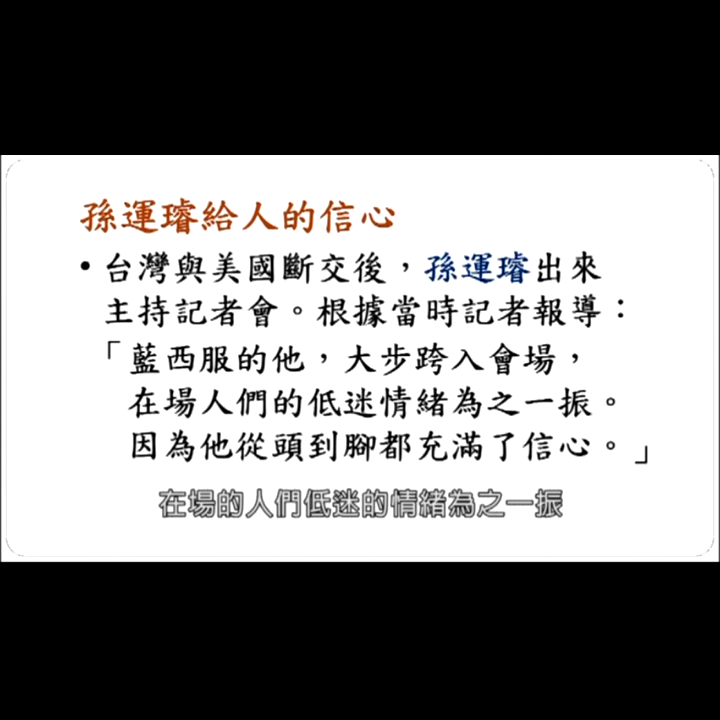 孫運璿給人的信心
•台灣與美國斷交後，孫運璿出來
主持記者會。根據當時記者報導：
「藍西服的他，大步跨入會場，
在場人們的低迷情緒為之一振。
因為他從頭到腳都充滿了信心。」
在場的人們低迷的情緒為之一振